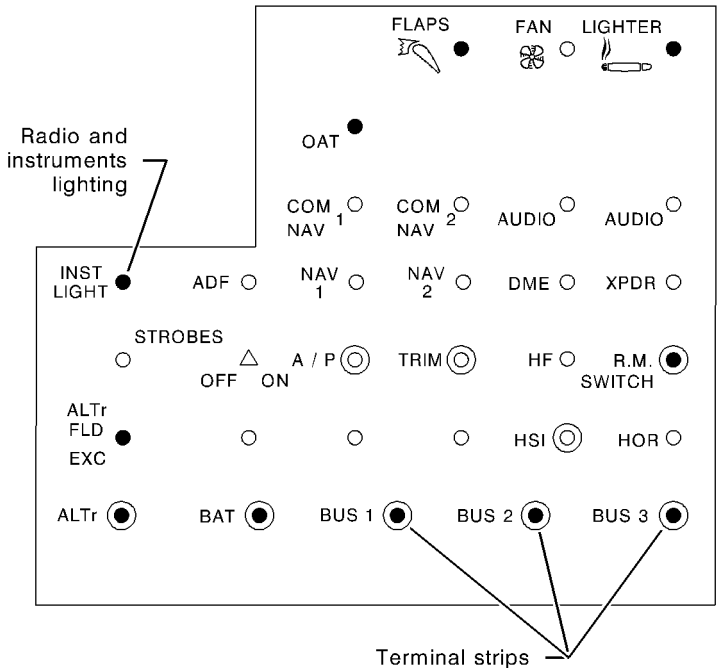 FLAPS FAN LIGHTER
OAT
Radio and
instruments
lighting
COM
NAV 1
COM
NAV 2
AUDIO
AUDIO
INST
LIGHT
ADF
NAV
1
NAV
2
DME
XPDR
STROBES
OFF ON
A / P
TRIM
HF
R.M.
SWITCH
ALTr
FLD
EXC
HSI
HOR
ALTr
BAT
BUS 1
BUS 2
BUS 3
Terminal strips